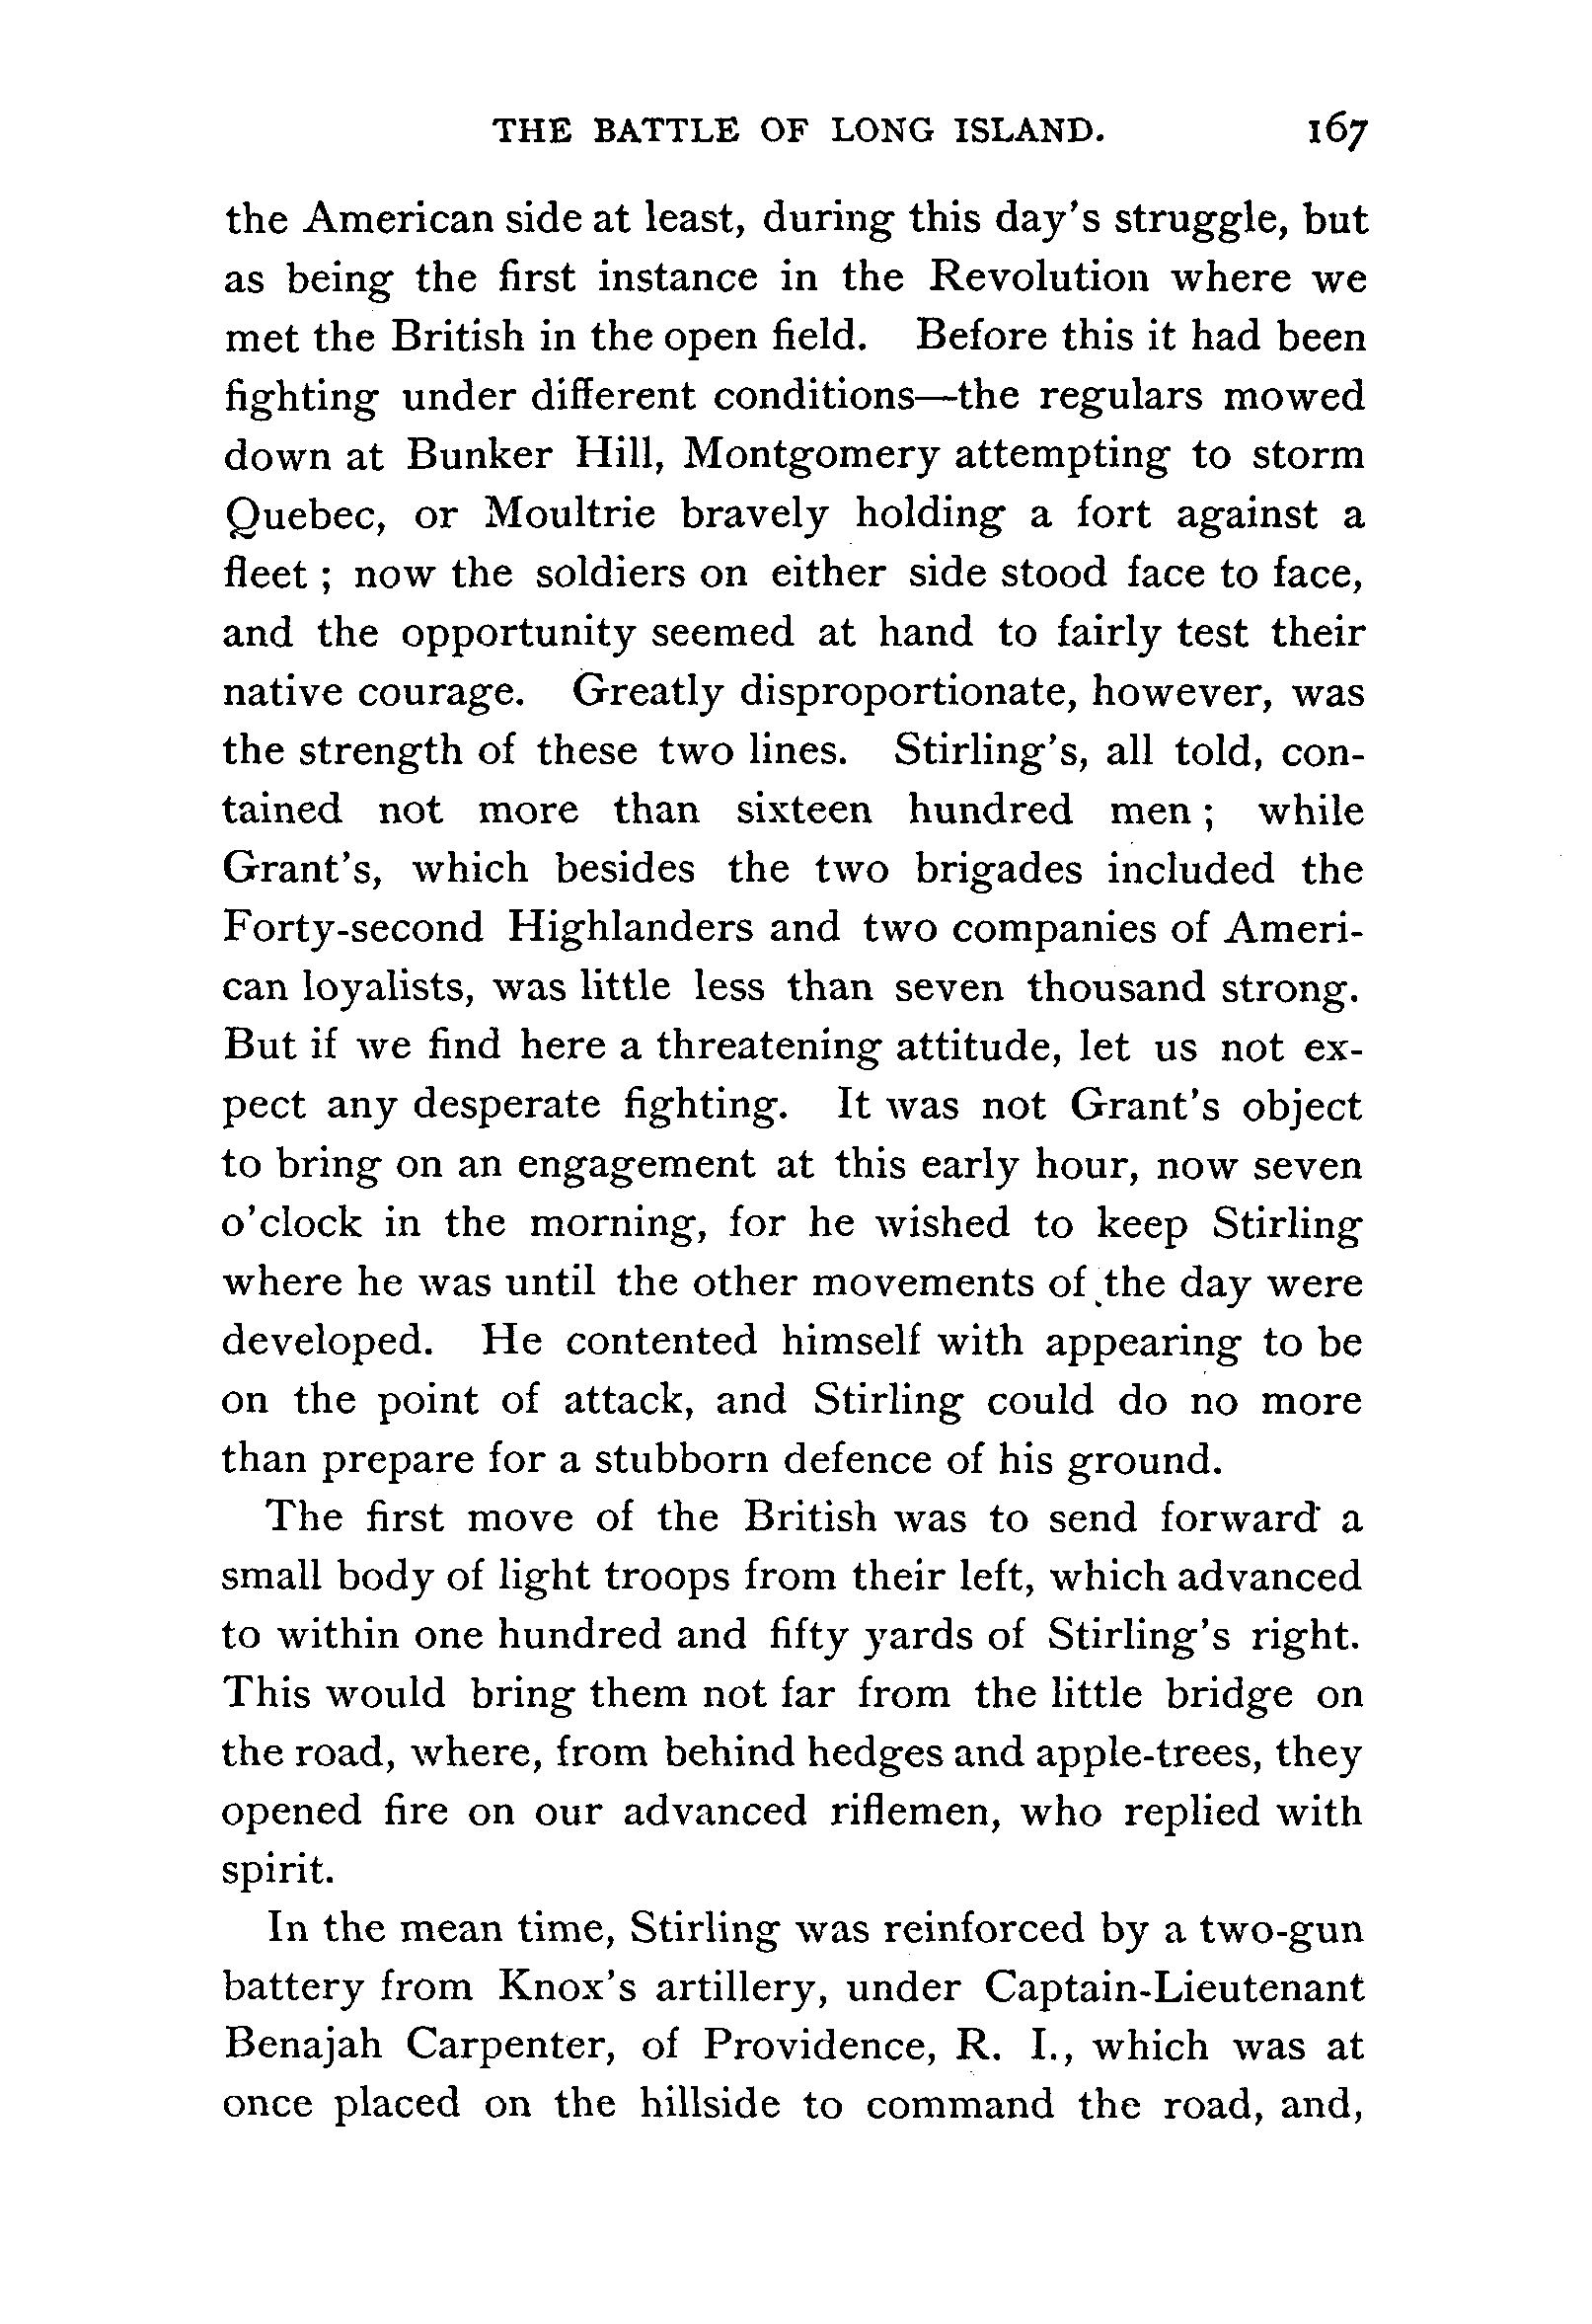 THE BATTLE OF LONG ISLAND. 167
the American side at least, during this day's struggle, but
as being the first instance in the Revolution where we
met the British in the open field. Before this it had been
fighting under different conditions—the regulars mowed
down at Bunker Hill, Montgomery attempting to storm
Quebec, or Moultrie bravely holding a fort against a
fleet ; now the soldiers on either side stood face to face,
and the opportunity seemed at hand to fairly test their
native courage. Greatly disproportionate, however, was
the strength of these two lines. Stirling's, all told, con-
tained not more than sixteen hundred men ; while
Grant's, which besides the two brigades included the
Forty-second Highlanders and two companies of Ameri-
can loyalists, was little less than seven thousand strong.
But if we find here a threatening attitude, let us not ex-
pect any desperate fighting. It was not Grant's object
to bring on an engagement at this early hour, now seven
o'clock in the morning, for he wished to keep Stirling
where he was until the other movements of the day were
developed. He contented himself with appearing to be
on the point of attack, and Stirling could do no more
than prepare for a stubborn defence of his ground.
The first move of the British was to send forward a
small body of light troops from their left, which advanced
to within one hundred and fifty yards of Stirling's right.
This would bring them not far from the little bridge on
the road, where, from behind hedges and apple-trees, they
opened fire on our advanced riflemen, who replied with
spirit.
In the mean time, Stirling was reinforced by a two-gun
battery from Knox's artillery, under Captain-Lieutenant
Benajah Carpenter, of Providence, R. I., which was at
once placed on the hillside to command the road, and,